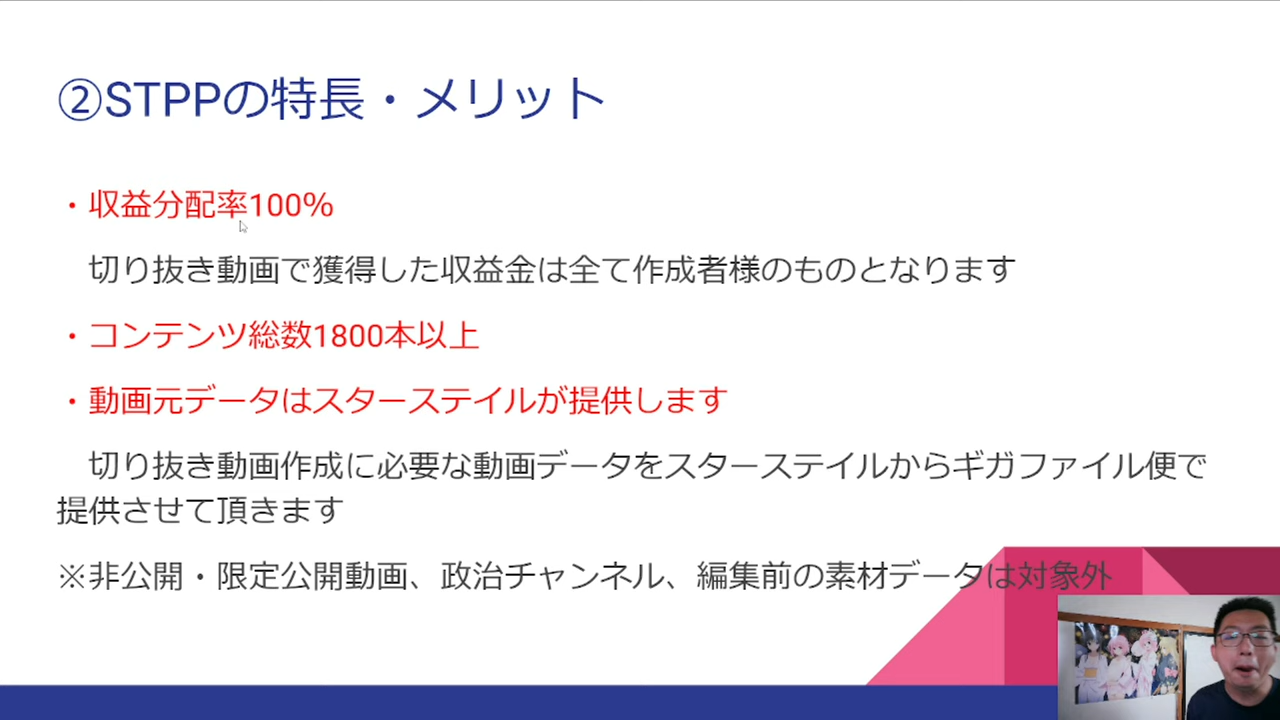 ②STPPの特長・メリット
・収益分配率100%
切り抜き動画で獲得した収益金は全て作成者様のものとなります
・コンテンツ総数1800本以上
・動画元データはスターステイルが提供します
切り抜き動画作成に必要な動画データをスターステイルからギガファイル便で
提供させて頂きます
※非公開・限定公開動画、政治チャンネル、編集前の素材データは対象外